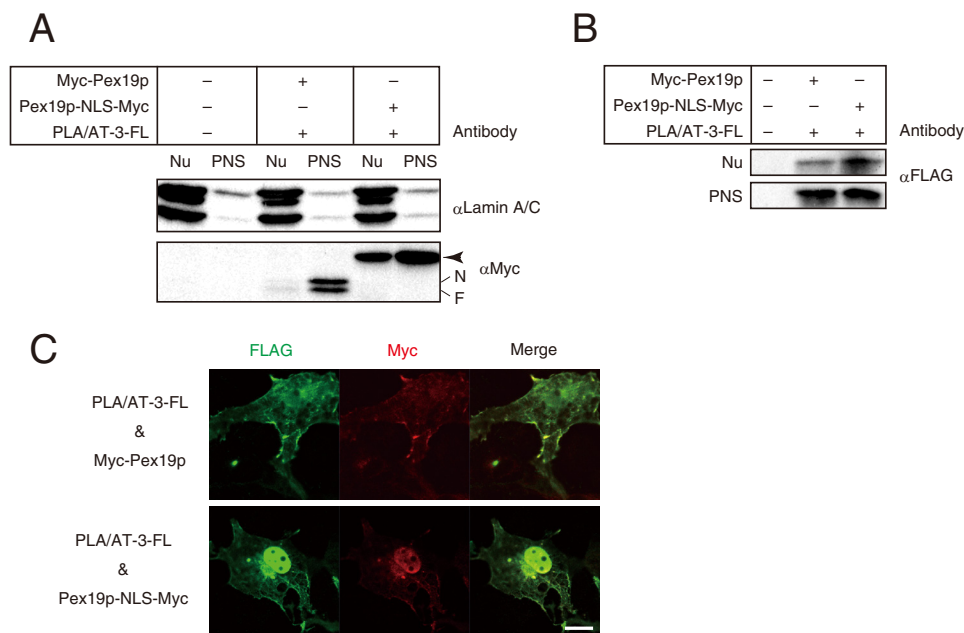 A
Myc-Pex19p – + –
Pex19p-NLS-Myc – – +
PLA/AT-3-FL – + + Antibody
Nu PNS Nu PNS Nu PNS
αLamin A/C
αMyc
N
F
B
Myc-Pex19p – + –
Pex19p-NLS-Myc – – +
PLA/AT-3-FL – + + Antibody
Nu αFLAG
PNS
C
FLAG Myc Merge
PLA/AT-3-FL
&
Myc-Pex19p
PLA/AT-3-FL
&
Pex19p-NLS-Myc